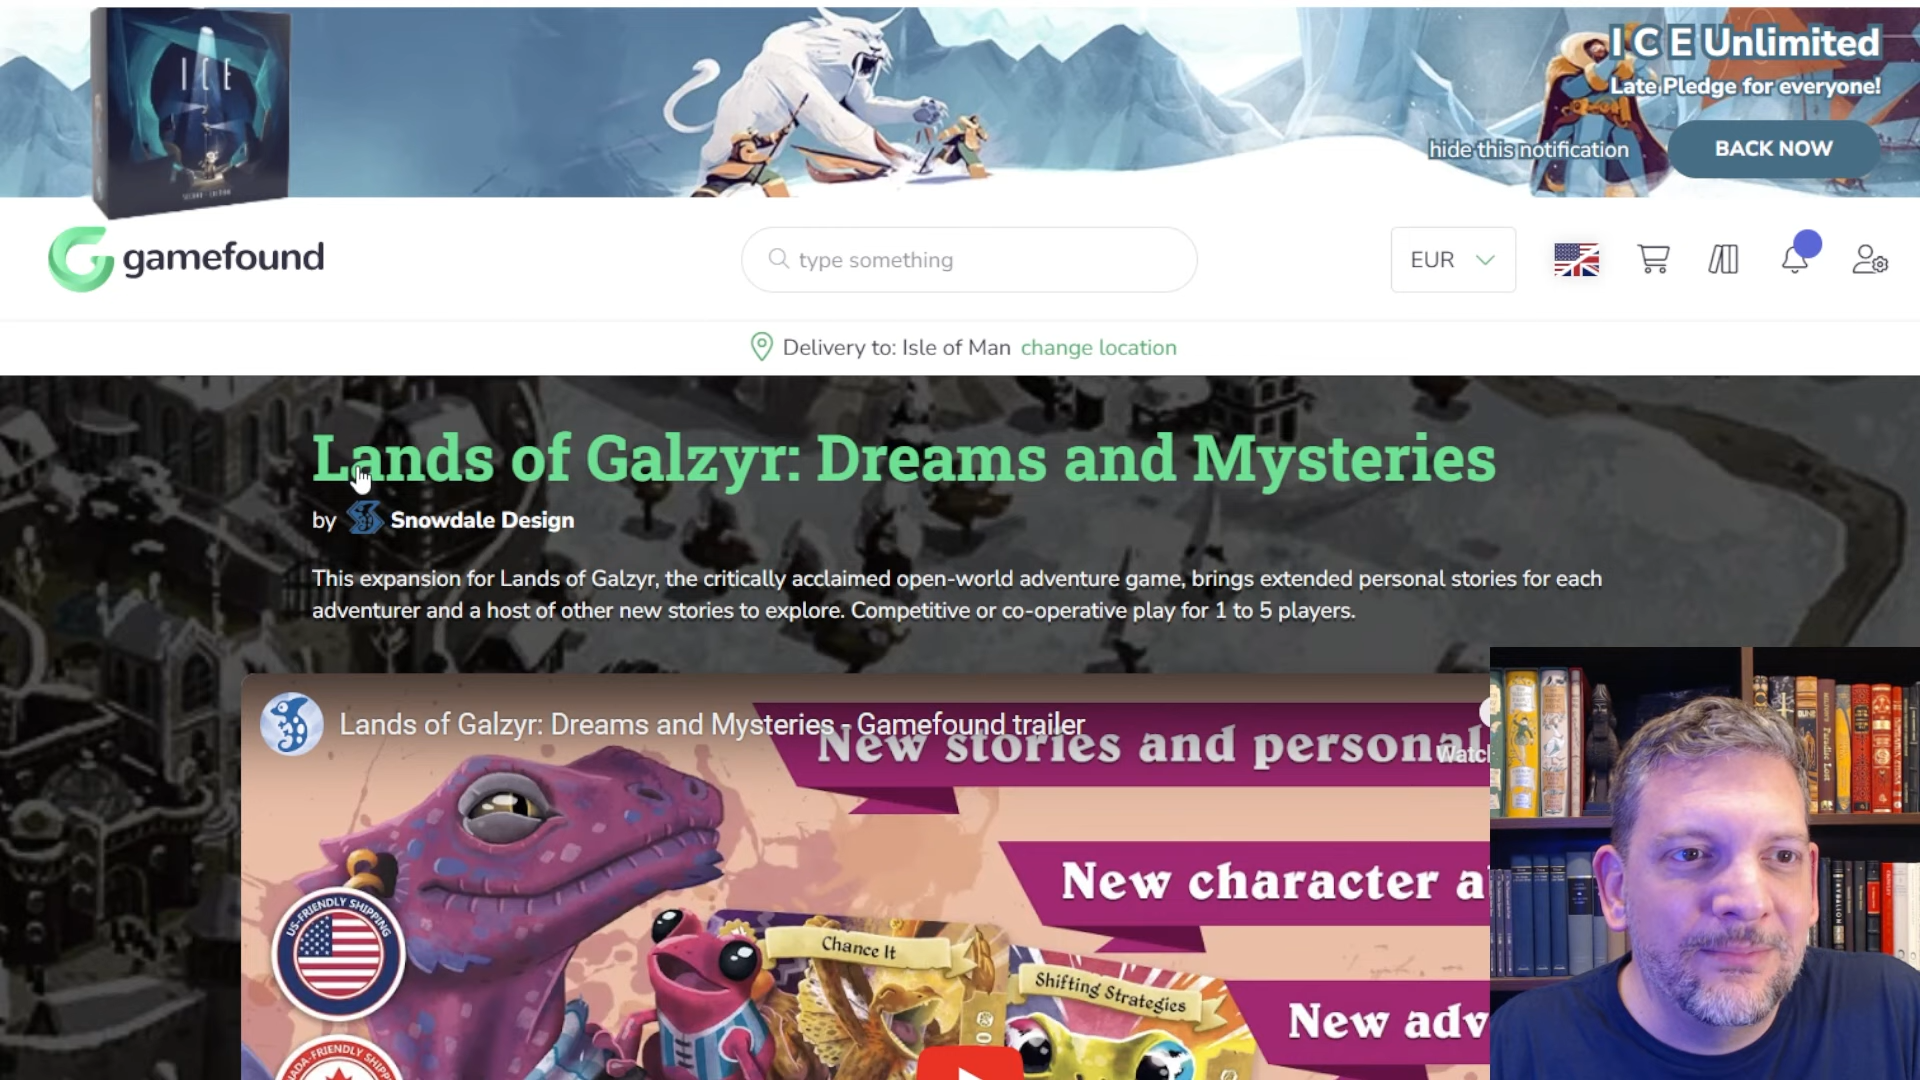 I C E
I C E Unlimited
Late Pledge for everyone!
hide this notification
BACK NOW
gamefound
type something
EUR
Delivery to: Isle of Man change location
Lands of Galzyr: Dreams and Mysteries
by Snowdale Design
This expansion for Lands of Galzyr, the critically acclaimed open-world adventure game, brings extended personal stories for each
adventurer and a host of other new stories to explore. Competitive or co-operative play for 1 to 5 players.
Lands of Galzyr: Dreams and Mysteries - Gamefound trailer
New stories and personal
Watch
New character a
US-FRIENDLY SHIPPING
Chance It
Shifting Strategies
New adv
Paradise Lost